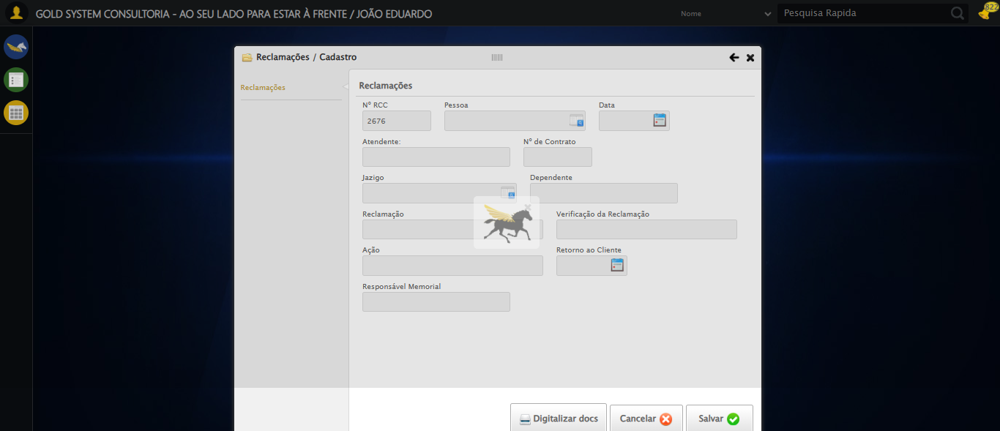 GOLD SYSTEM CONSULTORIA - AO SEU LADO PARA ESTAR À FRENTE / JOÃO EDUARDO
Nome
Pesquisa Rapida
822
Reclamações / Cadastro
Reclamações
Reclamações
Nº RCC
Pessoa
Data
2676
Atendente:
Nº de Contrato
Jazigo
Dependente
Reclamação
Verificação da Reclamação
Ação
Retorno ao Cliente
Responsável Memorial
Digitalizar docs
Cancelar
Salvar